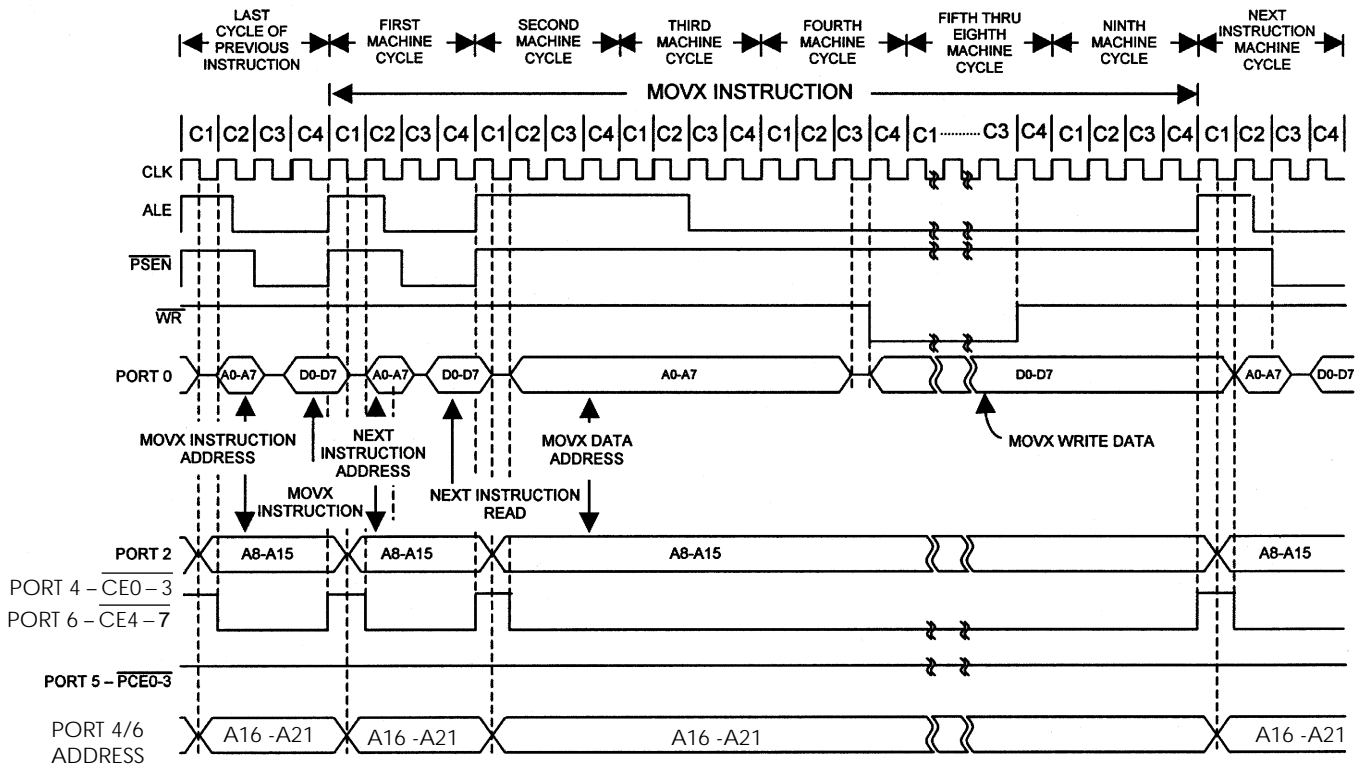 LAST
CYCLE OF
PREVIOUS
INSTRUCTION
FIRST
MACHINE
CYCLE
SECOND
MACHINE
CYCLE
THIRD
MACHINE
CYCLE
FOURTH
MACHINE
CYCLE
FIFTH THRU
EIGHTH
MACHINE
CYCLE
NINTH
MACHINE
CYCLE
NEXT
INSTRUCTION
MACHINE
CYCLE
MOVX INSTRUCTION
C1 C2 C3 C4 C1 C2 C3 C4 C1 C2 C3 C4 C1 C2 C3 C4 C1 C2 C3 C4 C1 C3 C4 C1 C2 C3 C4 C1 C2 C3 C4
CLK
ALE
PSEN
WR
PORT 0 A0-A7 D0-D7 A0-A7 D0-D7 A0-A7 D0-D7 A0-A7 D0-D7
MOVX INSTRUCTION
ADDRESS
MOVX
INSTRUCTION
NEXT
INSTRUCTION
ADDRESS
NEXT INSTRUCTION
READ
MOVX DATA
ADDRESS
MOVX WRITE DATA
PORT 2 A8-A15 A8-A15 A8-A15 A8-A15
PORT 4 – CE0 – 3
PORT 6 – CE4 – 7
PORT 5 – PCE0-3
PORT 4/6
ADDRESS
A16 -A21 A16 -A21 A16 -A21 A16 -A21